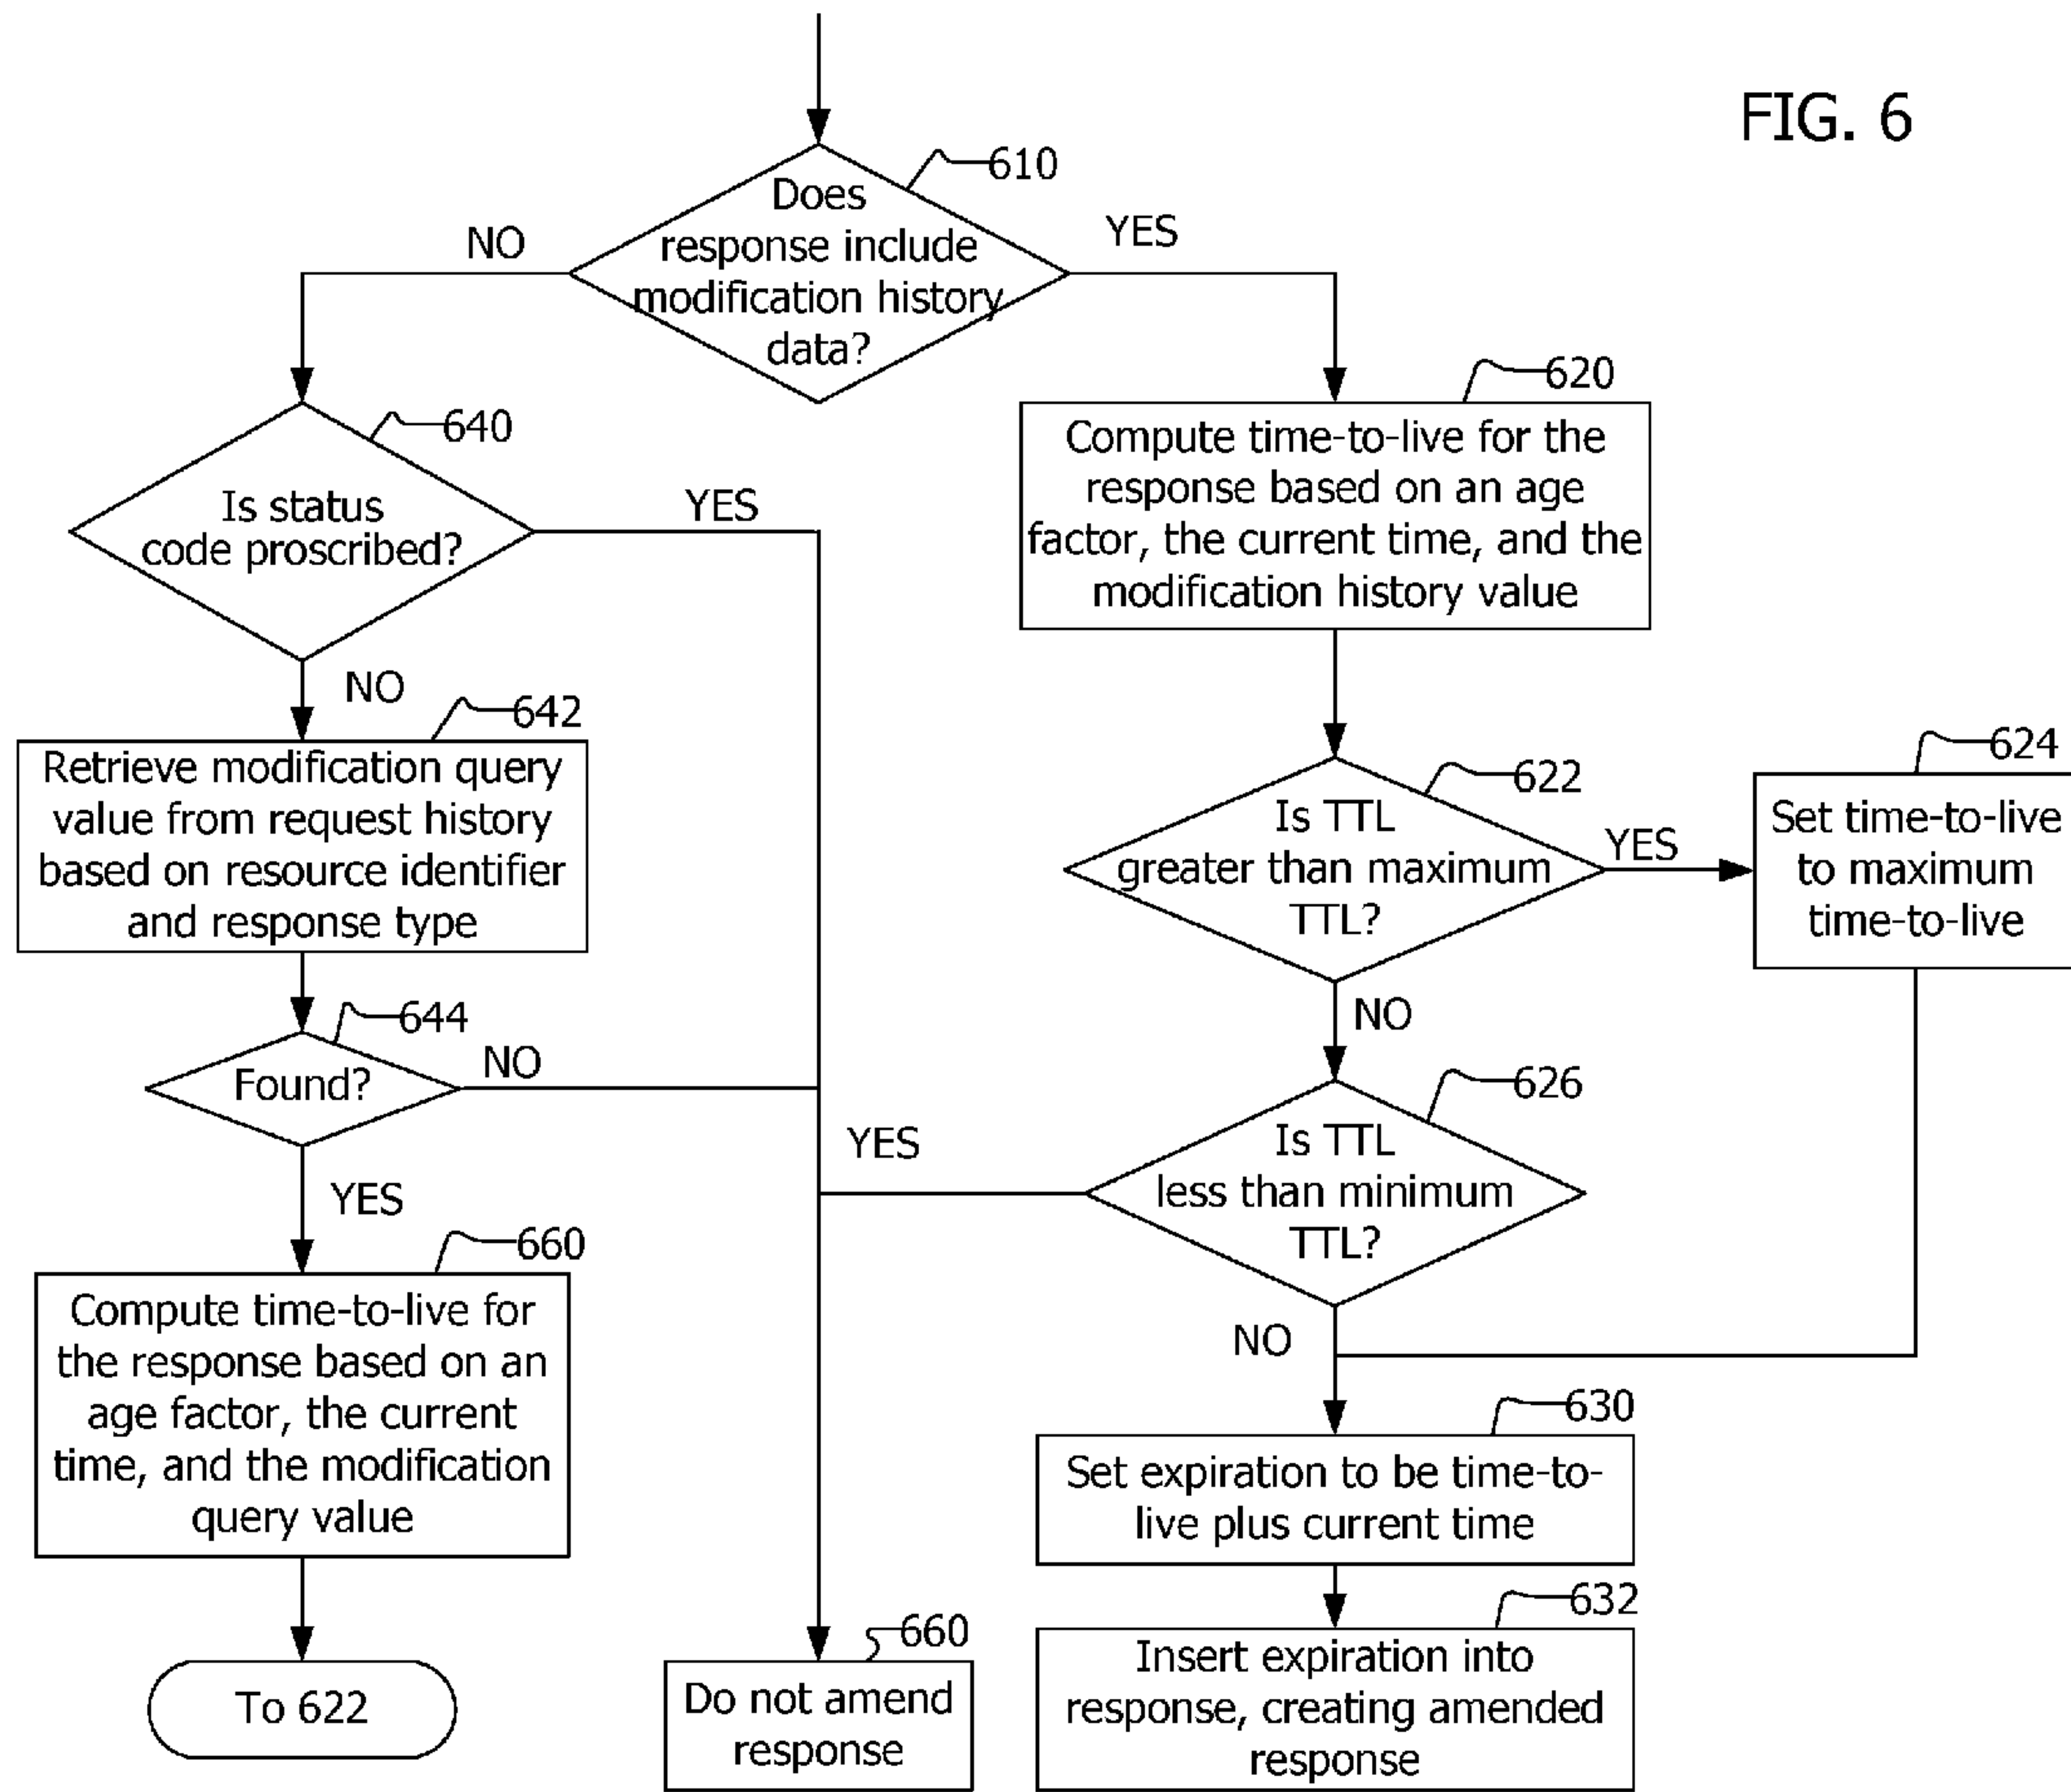 FIG. 6
610
Does
response include
modification history
data?
NO
YES
640
Is status
code proscribed?
YES
NO
620
Compute time-to-live for the
response based on an age
factor, the current time, and the
modification history value
642
Retrieve modification query
value from request history
based on resource identifier
and response type
622
Is TTL
greater than maximum
TTL?
YES
NO
624
Set time-to-live
to maximum
time-to-live
644
Found?
NO
YES
626
Is TTL
less than minimum
TTL?
YES
NO
660
Compute time-to-live for
the response based on an
age factor, the current
time, and the modification
query value
To 622
660
Do not amend
response
630
Set expiration to be time-to-
live plus current time
632
Insert expiration into
response, creating amended
response